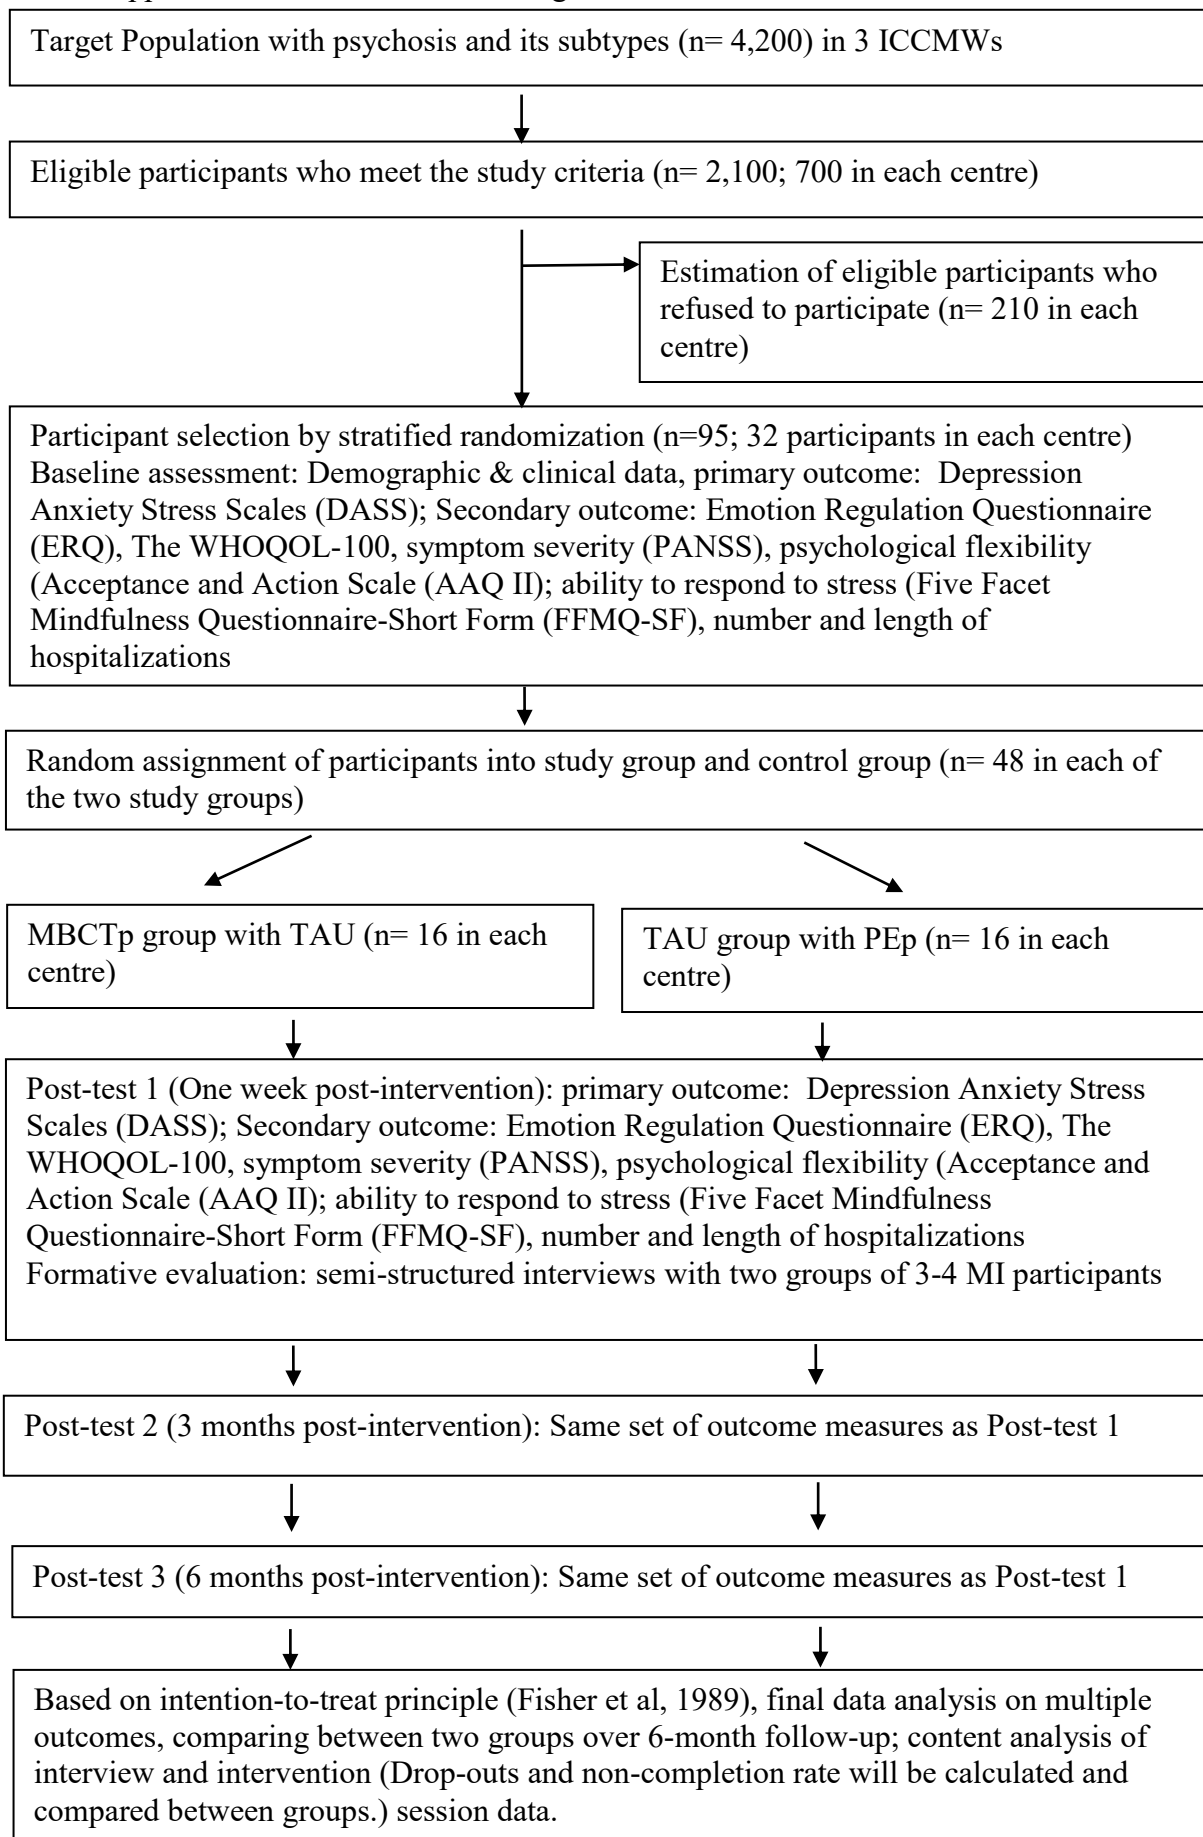 Target Population with psychosis and its subtypes (n= 4,200) in 3 ICCMWs
Eligible participants who meet the study criteria (n= 2,100; 700 in each centre)
Estimation of eligible participants who
refused to participate (n= 210 in each
centre)
Participant selection by stratified randomization (n=95; 32 participants in each centre)
Baseline assessment: Demographic & clinical data, primary outcome:  Depression
Anxiety Stress Scales (DASS); Secondary outcome: Emotion Regulation Questionnaire
(ERQ), The WHOQOL-100, symptom severity (PANSS), psychological flexibility
(Acceptance and Action Scale (AAQ II); ability to respond to stress (Five Facet
Mindfulness Questionnaire-Short Form (FFMQ-SF), number and length of
hospitalizations
Random assignment of participants into study group and control group (n= 48 in each of
the two study groups)
MBCTp group with TAU (n= 16 in each
centre)
TAU group with PEp (n= 16 in each
centre)
Post-test 1 (One week post-intervention): primary outcome:  Depression Anxiety Stress
Scales (DASS); Secondary outcome: Emotion Regulation Questionnaire (ERQ), The
WHOQOL-100, symptom severity (PANSS), psychological flexibility (Acceptance and
Action Scale (AAQ II); ability to respond to stress (Five Facet Mindfulness
Questionnaire-Short Form (FFMQ-SF), number and length of hospitalizations
Formative evaluation: semi-structured interviews with two groups of 3-4 MI participants
Post-test 2 (3 months post-intervention): Same set of outcome measures as Post-test 1
Post-test 3 (6 months post-intervention): Same set of outcome measures as Post-test 1
Based on intention-to-treat principle (Fisher et al, 1989), final data analysis on multiple
outcomes, comparing between two groups over 6-month follow-up; content analysis of
interview and intervention (Drop-outs and non-completion rate will be calculated and
compared between groups.) session data.